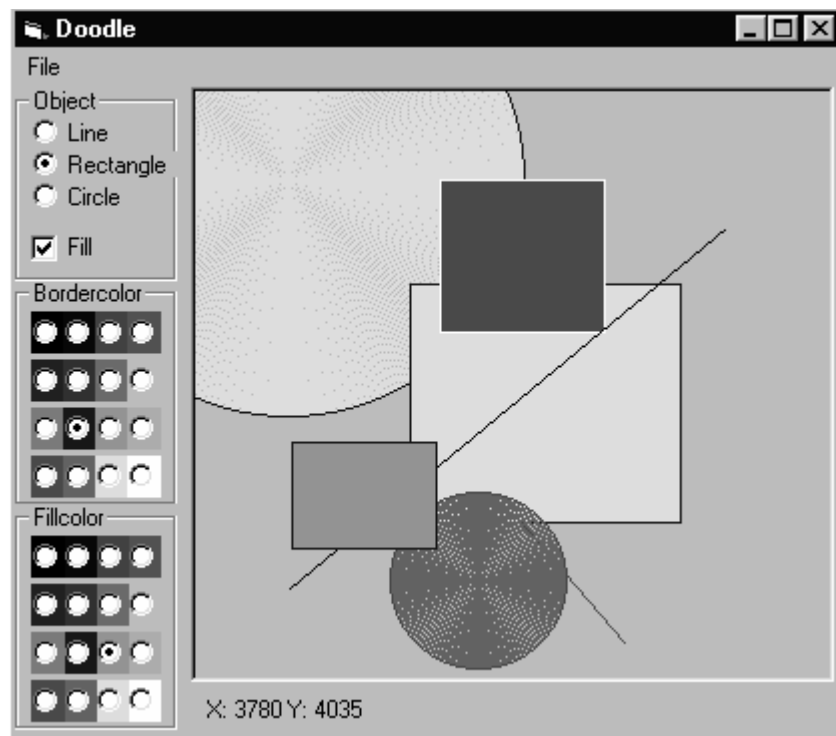 Doodle
File
Object
Line
Rectangle
Circle
Fill
Bordercolor
Fillcolor
X: 3780 Y: 4035